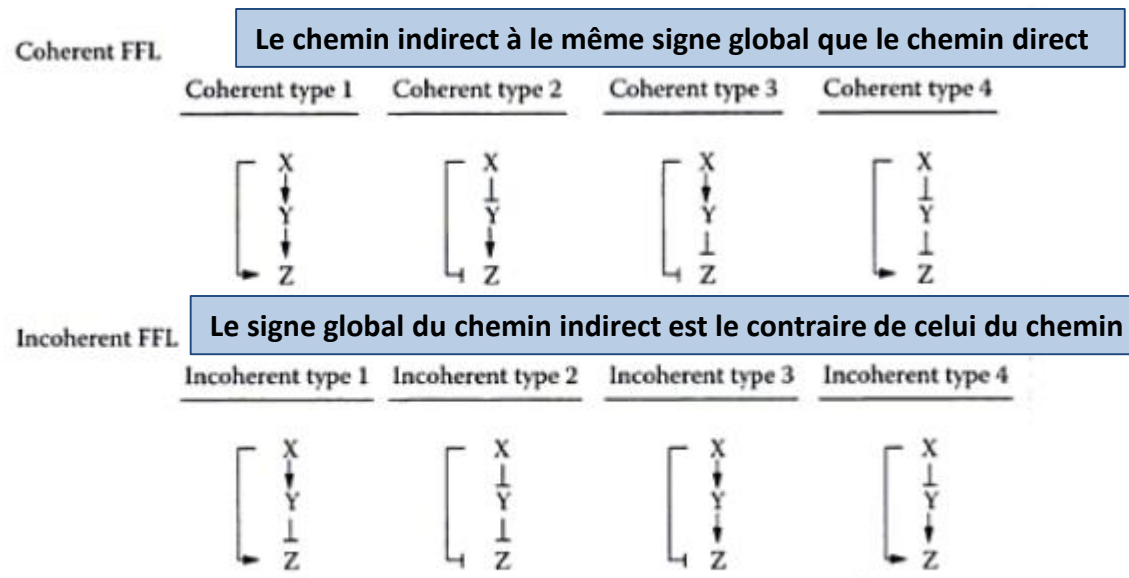 Le chemin indirect à le même signe global que le chemin direct
Coherent FFL
Coherent type 1 Coherent type 2 Coherent type 3 Coherent type 4
X X X X
Y Y Y Y
Z Z Z Z
Le signe global du chemin indirect est le contraire de celui du chemin
Incoherent FFL
Incoherent type 1 Incoherent type 2 Incoherent type 3 Incoherent type 4
X X X X
Y Y Y Y
Z Z Z Z